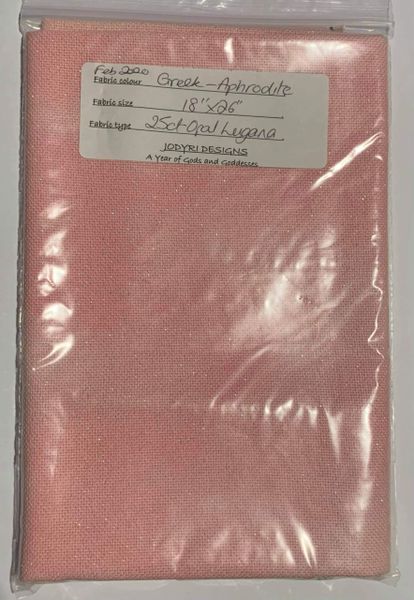 Feb 2020
Fabric colour Greek - Aphrodite
Fabric size 18"x26"
Fabric type 25ct-Opal Lugana
JODYRI DESIGNS
A Year of Gods and Goddesses